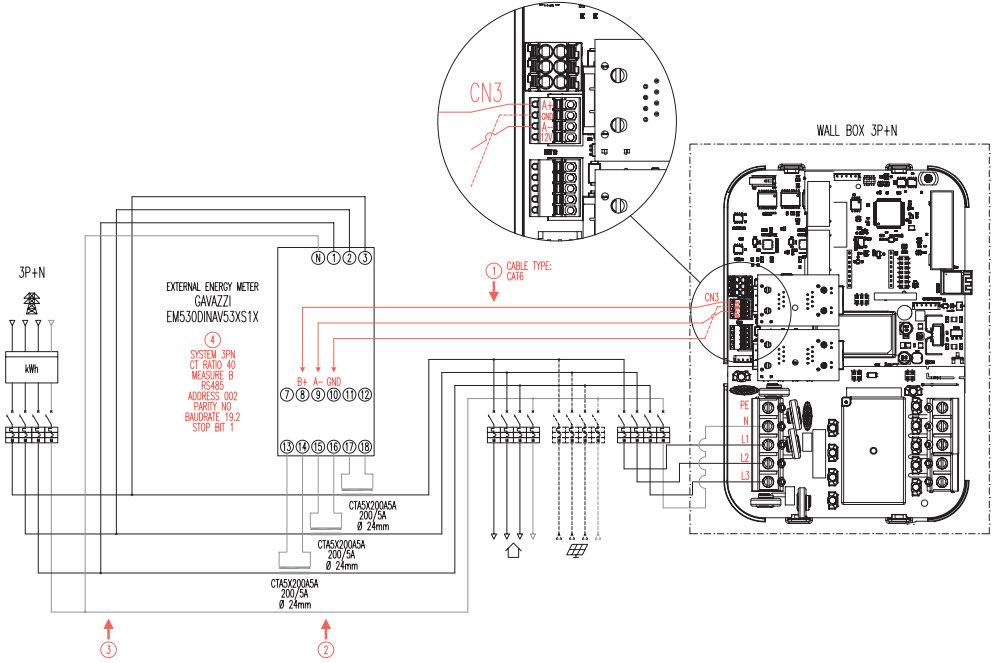 CN3
A+
GND
A-
12V
WALL BOX 3P+N
N
1
2
3
3P+N
kWh
EXTERNAL ENERGY METER
GAVAZZI
EM530DINAV53XS1X
4
SYSTEM 3PN
CT RATIO 40
MEASURE B
RS485
ADDRESS 002
PARITY NO
BAUDRATE 19.2
STOP BIT 1
1
CABLE TYPE:
CAT6
CN3
B+ A- GND
7 8 9 10 11 12
13 14 15 16 17 18
PE
N
L1
L2
L3
CTA5X200A5A
200/5A
Ø 24mm
CTA5X200A5A
200/5A
Ø 24mm
CTA5X200A5A
200/5A
Ø 24mm
3
2